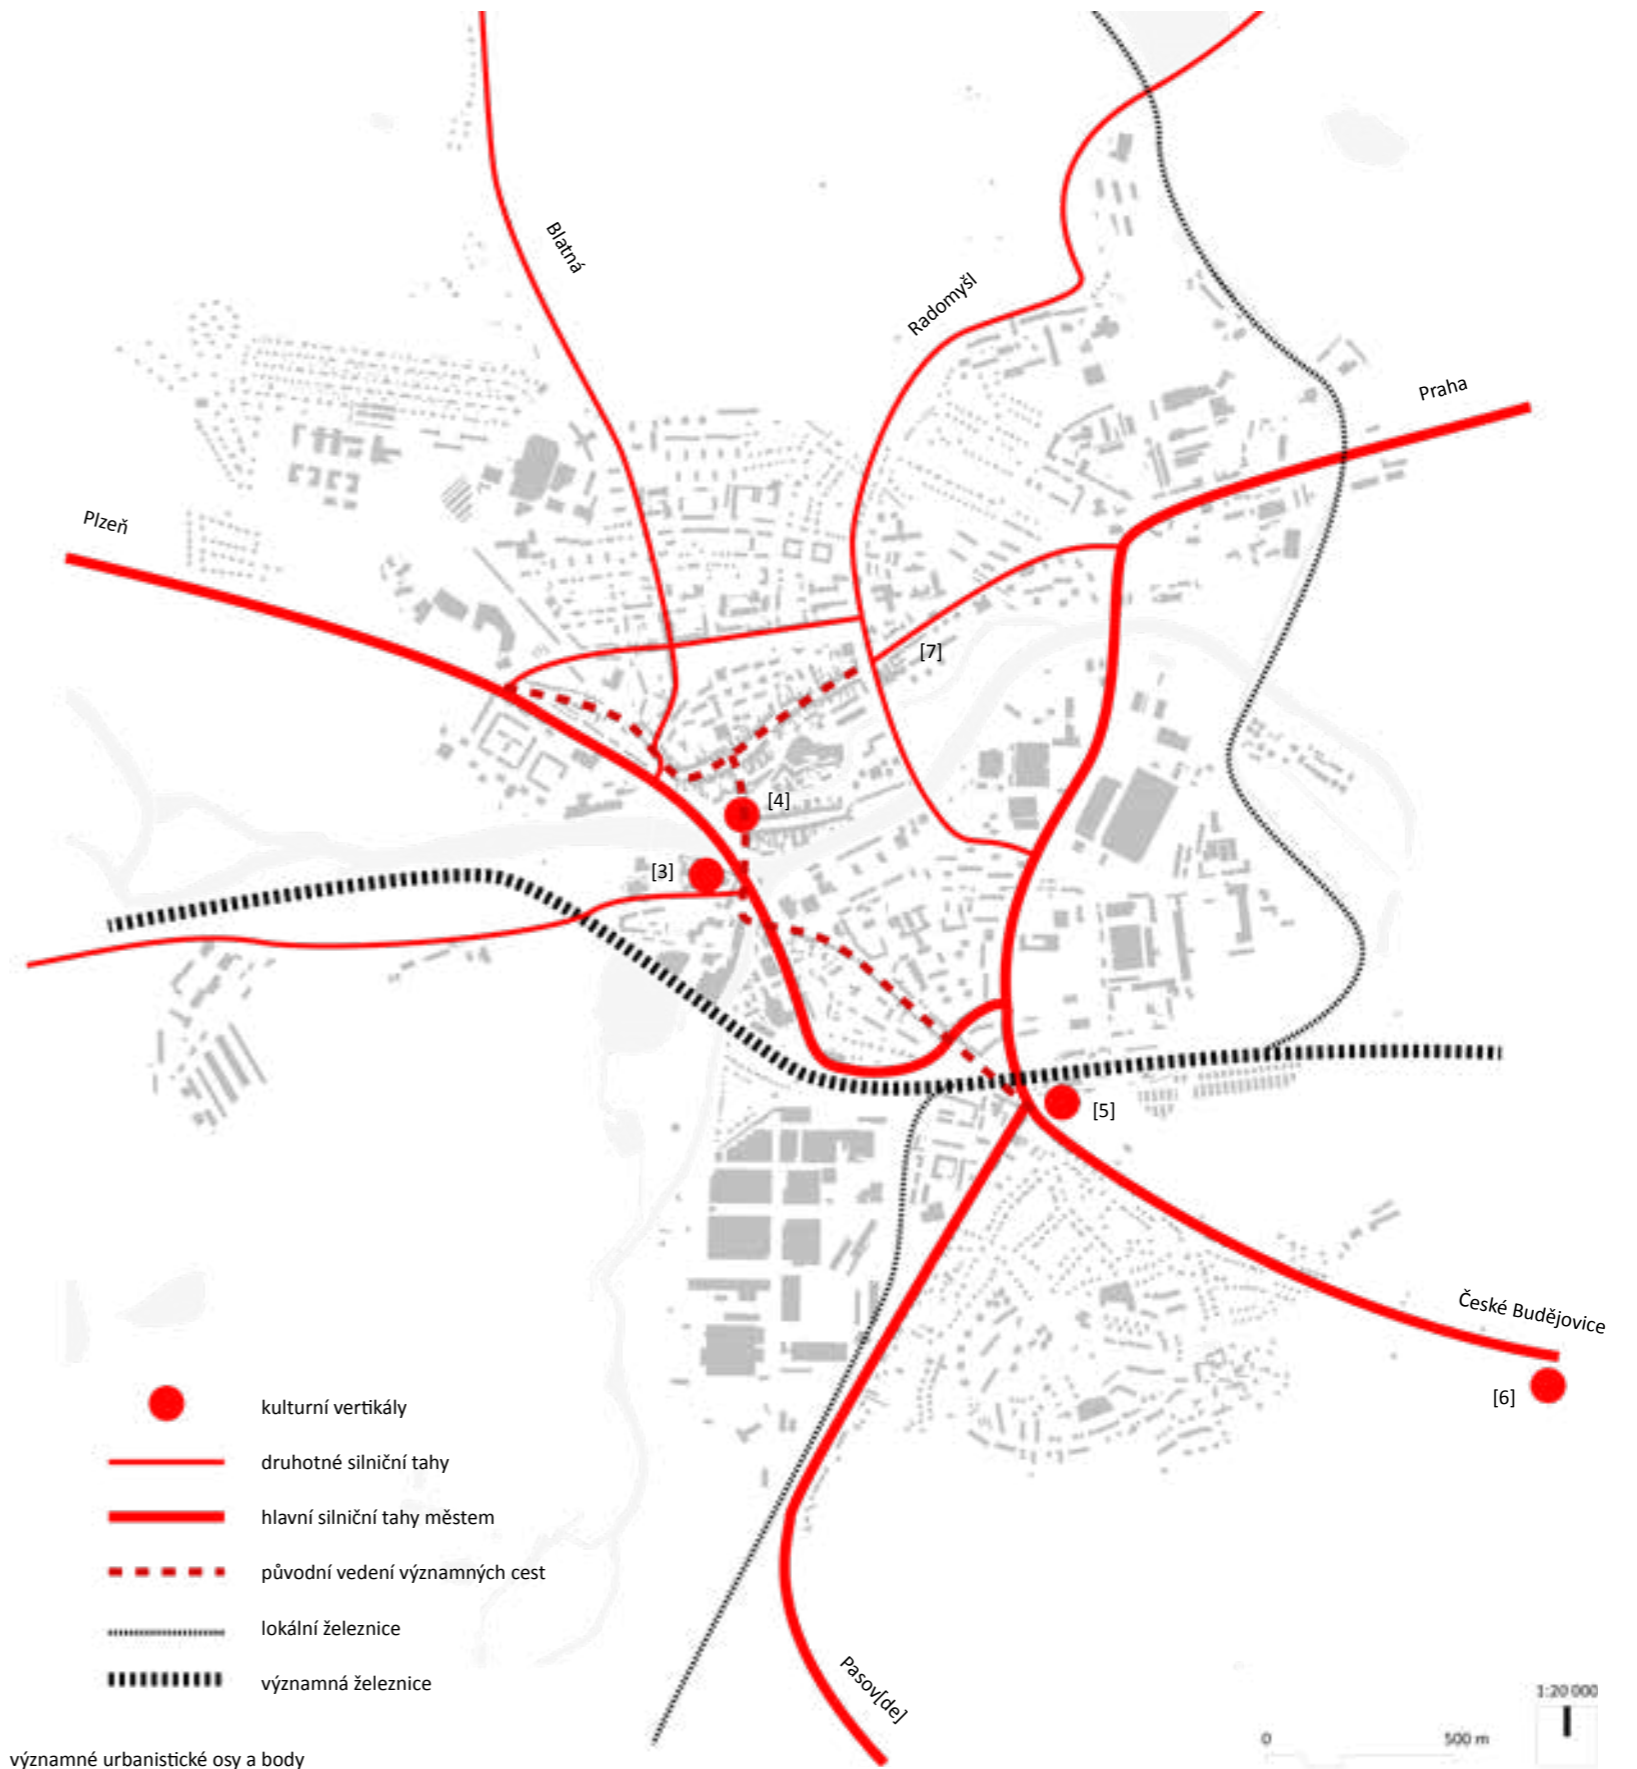 Blatná
Radomyšl
Praha
Plzeň
[7]
[4]
[3]
[5]
České Budějovice
[6]
kulturní vertikály
druhotné silniční tahy
hlavní silniční tahy městem
původní vedení významných cest
lokální železnice
významná železnice
Pasov[de]
1:20 000
0 500 m
významné urbanistické osy a body